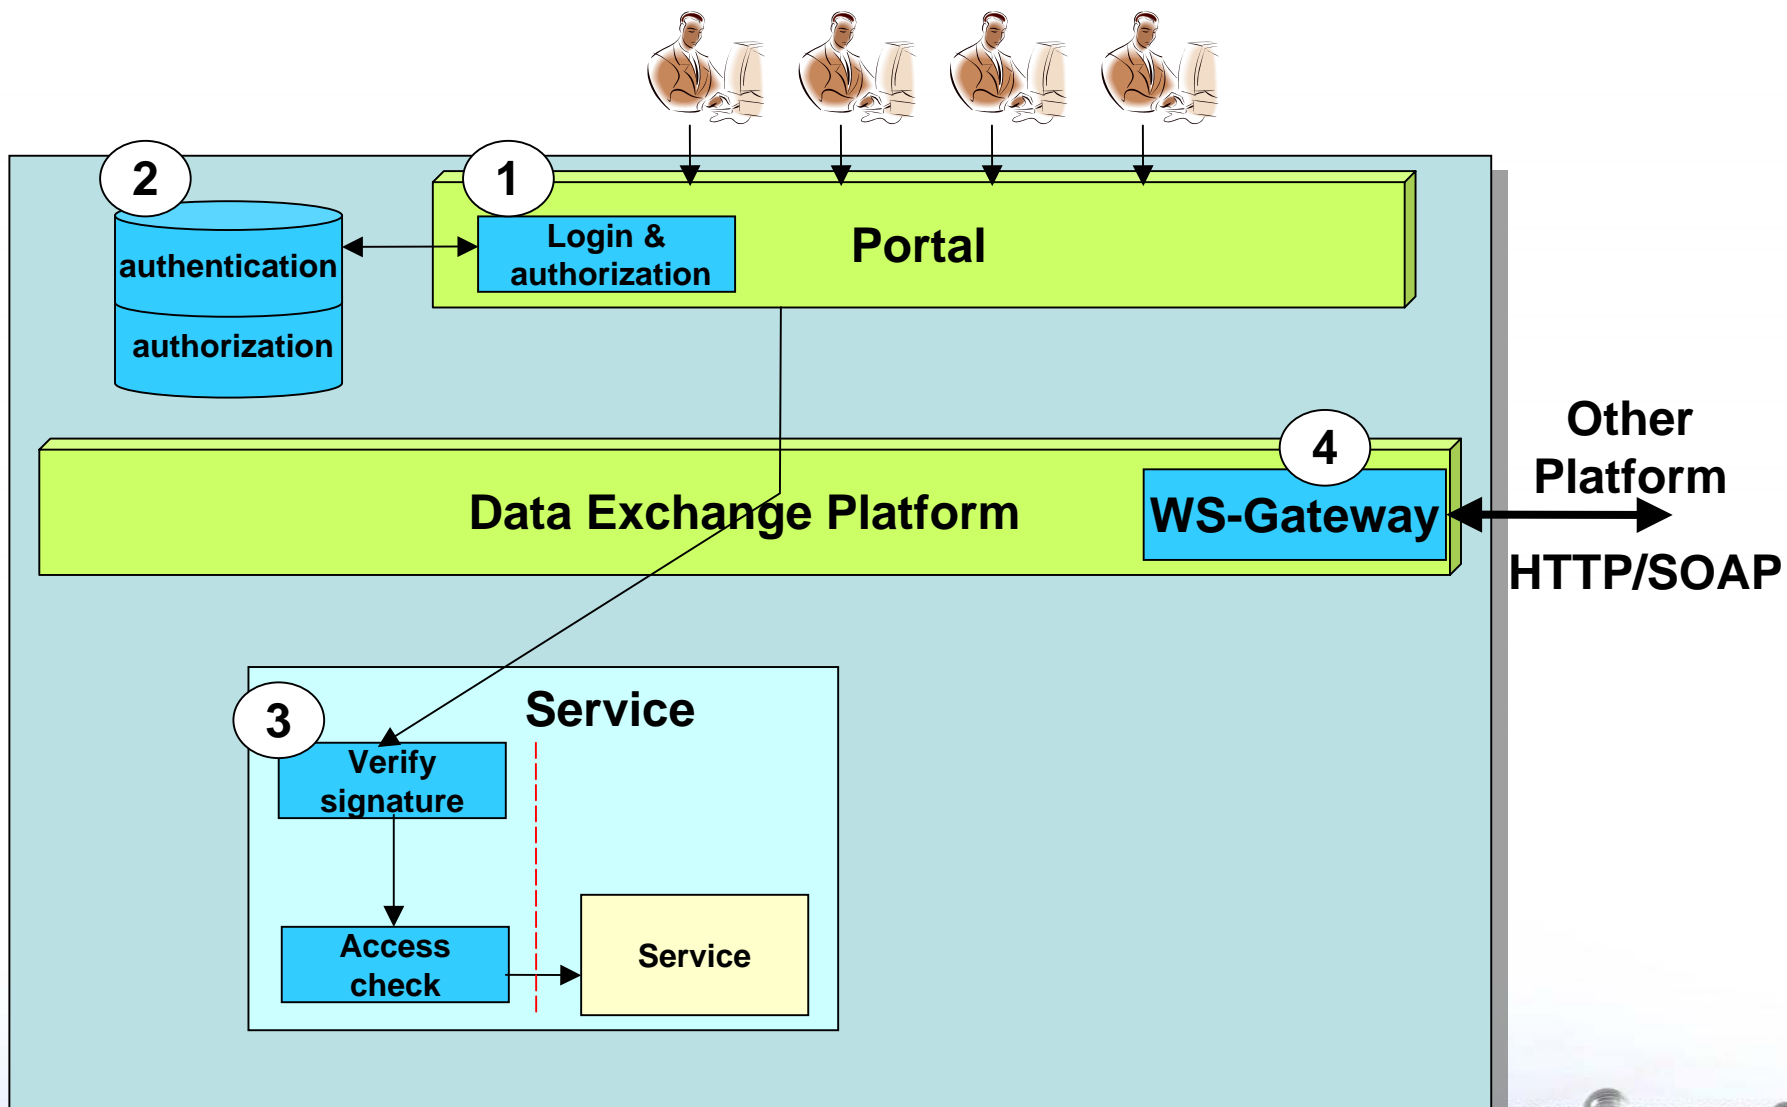 2
1
Login &
authorization
Portal
authentication
authorization
4
Data Exchange Platform
WS-Gateway
Other
Platform
HTTP/SOAP
3
Service
Verify
signature
Access
check
Service